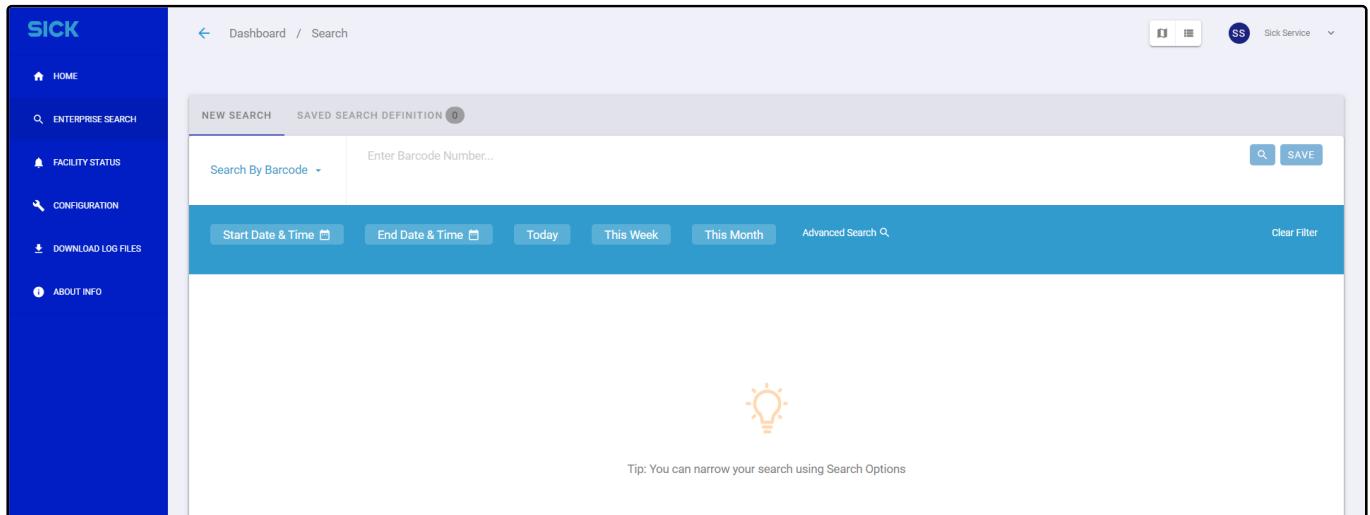 SICK
Dashboard / Search
SS Sick Service
HOME
ENTERPRISE SEARCH
FACILITY STATUS
CONFIGURATION
DOWNLOAD LOG FILES
ABOUT INFO
NEW SEARCH SAVED SEARCH DEFINITION 0
Search By Barcode Enter Barcode Number... SAVE
Start Date & Time End Date & Time Today This Week This Month Advanced Search Clear Filter
Tip: You can narrow your search using Search Options